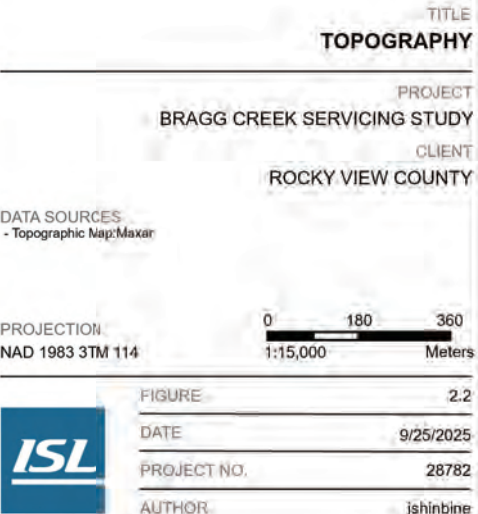 TITLE
TOPOGRAPHY
PROJECT
BRAGG CREEK SERVICING STUDY
CLIENT
ROCKY VIEW COUNTY
DATA SOURCES
- Topographic Map:Maxar
PROJECTION
NAD 1983 3TM 114
0 180 360
1:15,000 Meters
ISL
FIGURE 2.2
DATE 9/25/2025
PROJECT NO. 28782
AUTHOR jshinbine